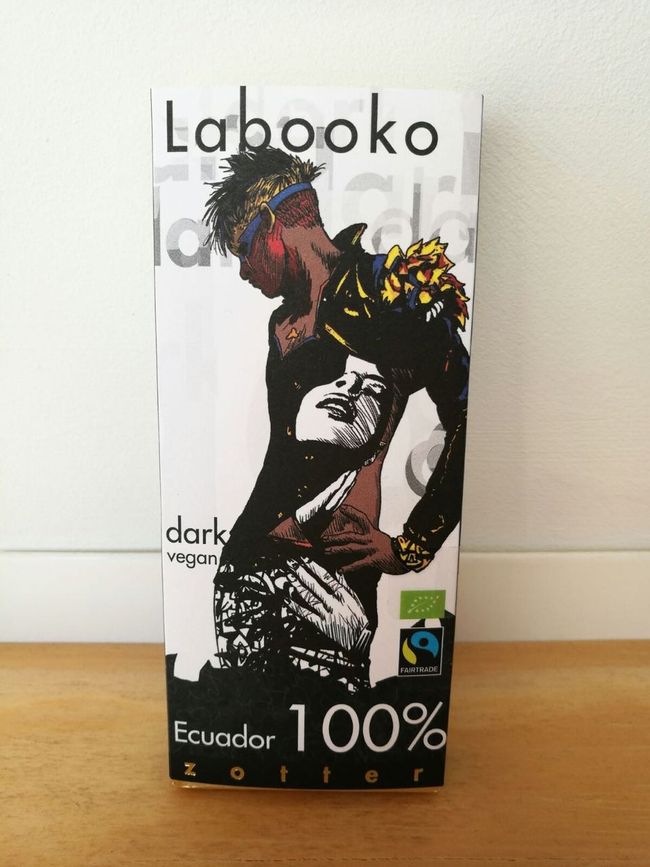 Labooko
dark
vegan
FAIRTRADE
Ecuador 100%
zotter